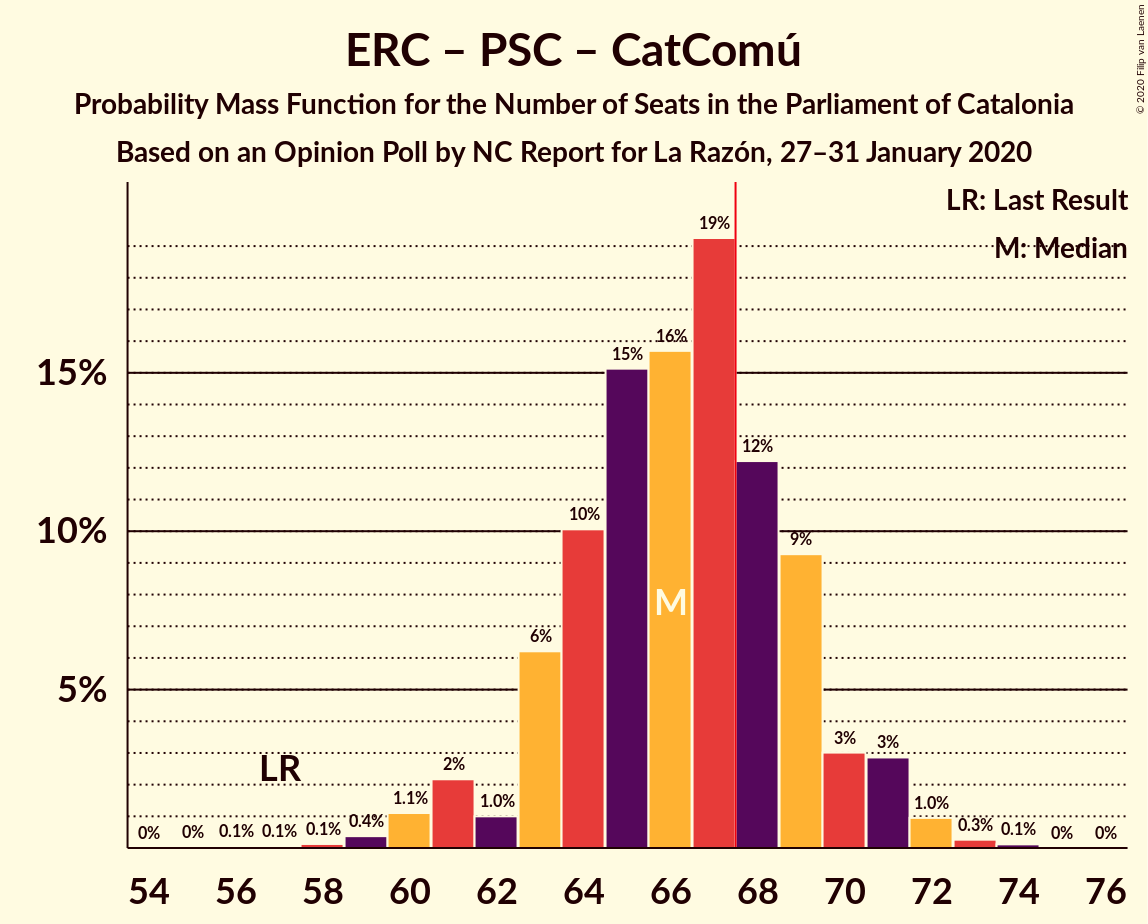 ERC – PSC – CatComú
Probability Mass Function for the Number of Seats in the Parliament of Catalonia
Based on an Opinion Poll by NC Report for La Razón, 27–31 January 2020
© 2020 Filip van Laenen
LR: Last Result
M: Median
15%
10%
5%
0%
0%
0.1%
0.1%
0.1%
0.4%
1.1%
2%
1.0%
6%
10%
15%
16%
19%
12%
9%
3%
3%
1.0%
0.3%
0.1%
0%
0%
LR
M
54 56 58 60 62 64 66 68 70 72 74 76